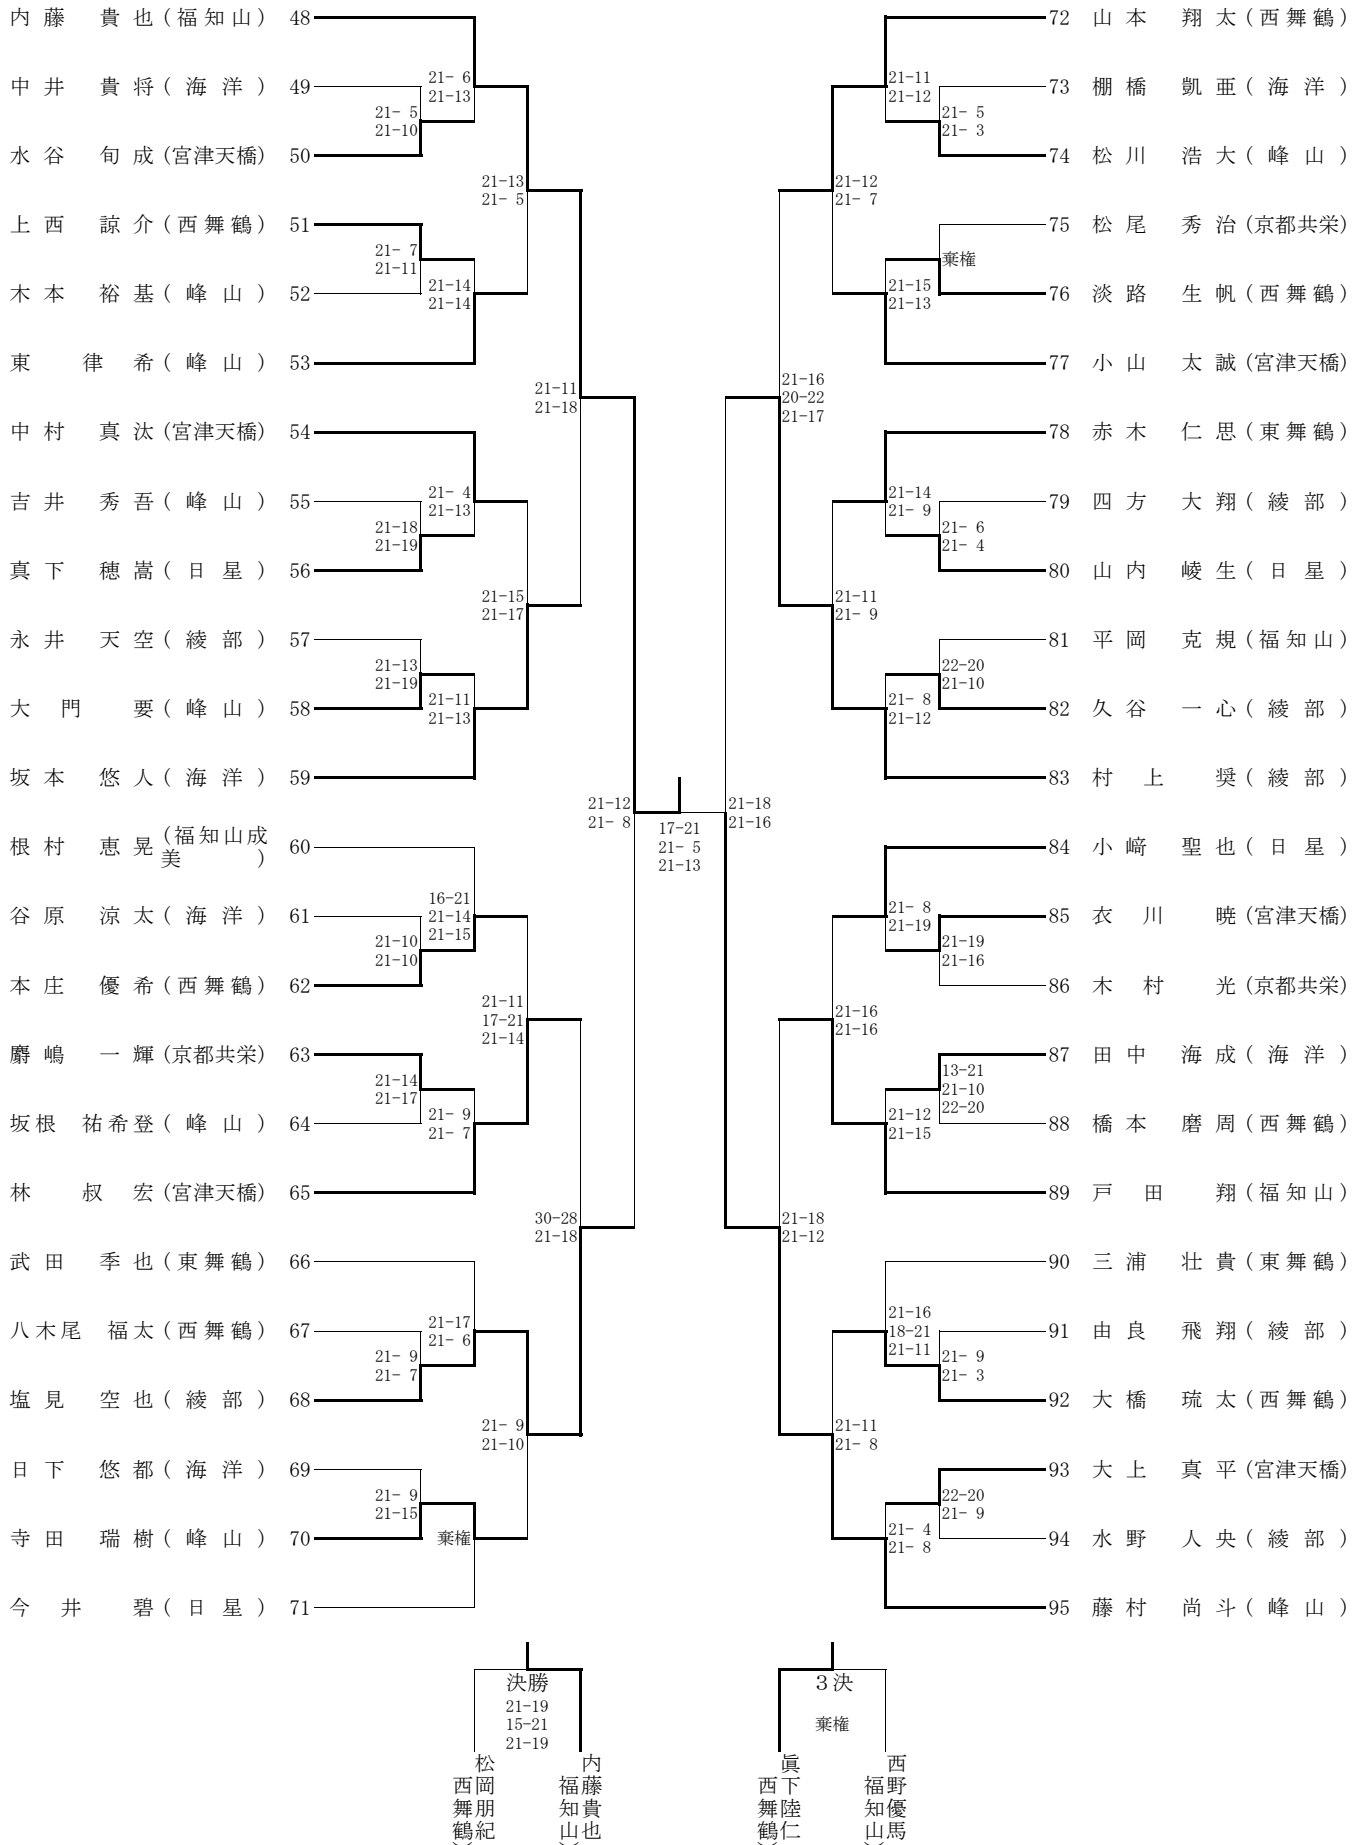 内藤 貴也(福知山) 48
21- 6
21-13
中井 貴将(海洋) 49
21- 5
21-10
水谷 旬成(宮津天橋) 50
21-13
21- 5
上西 諒介(西舞鶴) 51
21- 7
21-11
木本 裕基(峰山) 52
21-14
21-14
東 律希(峰山) 53
21-11
21-18
中村 真汰(宮津天橋) 54
21- 4
21-13
吉井 秀吾(峰山) 55
21-18
21-19
真下 穂嵩(日星) 56
21-15
21-17
永井 天空(綾部) 57
21-13
21-19
大門 要(峰山) 58
21-11
21-13
坂本 悠人(海洋) 59
21-12
21- 8
根村 恵晃(福知山成美) 60
16-21
21-14
21-15
谷原 涼太(海洋) 61
21-10
21-10
本庄 優希(西舞鶴) 62
21-11
17-21
21-14
麝嶋 一輝(京都共栄) 63
21-14
21-17
坂根 祐希登(峰山) 64
21- 9
21- 7
林 叔宏(宮津天橋) 65
30-28
21-18
武田 季也(東舞鶴) 66
21-17
21- 6
八木尾 福太(西舞鶴) 67
21- 9
21- 7
塩見 空也(綾部) 68
21- 9
21-10
日下 悠都(海洋) 69
21- 9
21-15
寺田 瑞樹(峰山) 70
棄権
今井 碧(日星) 71
17-21
21- 5
21-13
72 山本 翔太(西舞鶴)
21-11
21-12
73 棚橋 凱亜(海洋)
21- 5
21- 3
74 松川 浩大(峰山)
21-12
21- 7
75 松尾 秀治(京都共栄)
棄権
76 淡路 生帆(西舞鶴)
21-15
21-13
77 小山 太誠(宮津天橋)
21-16
20-22
21-17
78 赤木 仁思(東舞鶴)
21-14
21- 9
79 四方 大翔(綾部)
21- 6
21- 4
80 山内 崚生(日星)
21-11
21- 9
81 平岡 克規(福知山)
22-20
21-10
82 久谷 一心(綾部)
21- 8
21-12
83 村上 奨(綾部)
21-18
21-16
84 小﨑 聖也(日星)
21- 8
21-19
85 衣川 暁(宮津天橋)
21-19
21-16
86 木村 光(京都共栄)
21-16
21-16
87 田中 海成(海洋)
13-21
21-10
22-20
88 橋本 磨周(西舞鶴)
21-12
21-15
89 戸田 翔(福知山)
21-18
21-12
90 三浦 壮貴(東舞鶴)
21-16
18-21
21-11
91 由良 飛翔(綾部)
21- 9
21- 3
92 大橋 琉太(西舞鶴)
21-11
21- 8
93 大上 真平(宮津天橋)
22-20
21- 9
94 水野 人央(綾部)
21- 4
21- 8
95 藤村 尚斗(峰山)
決勝
21-19
15-21
21-19
松岡朋紀
西舞鶴
内藤貴也
福知山
3決
棄権
眞下陸仁
西舞鶴
西野優馬
福知山